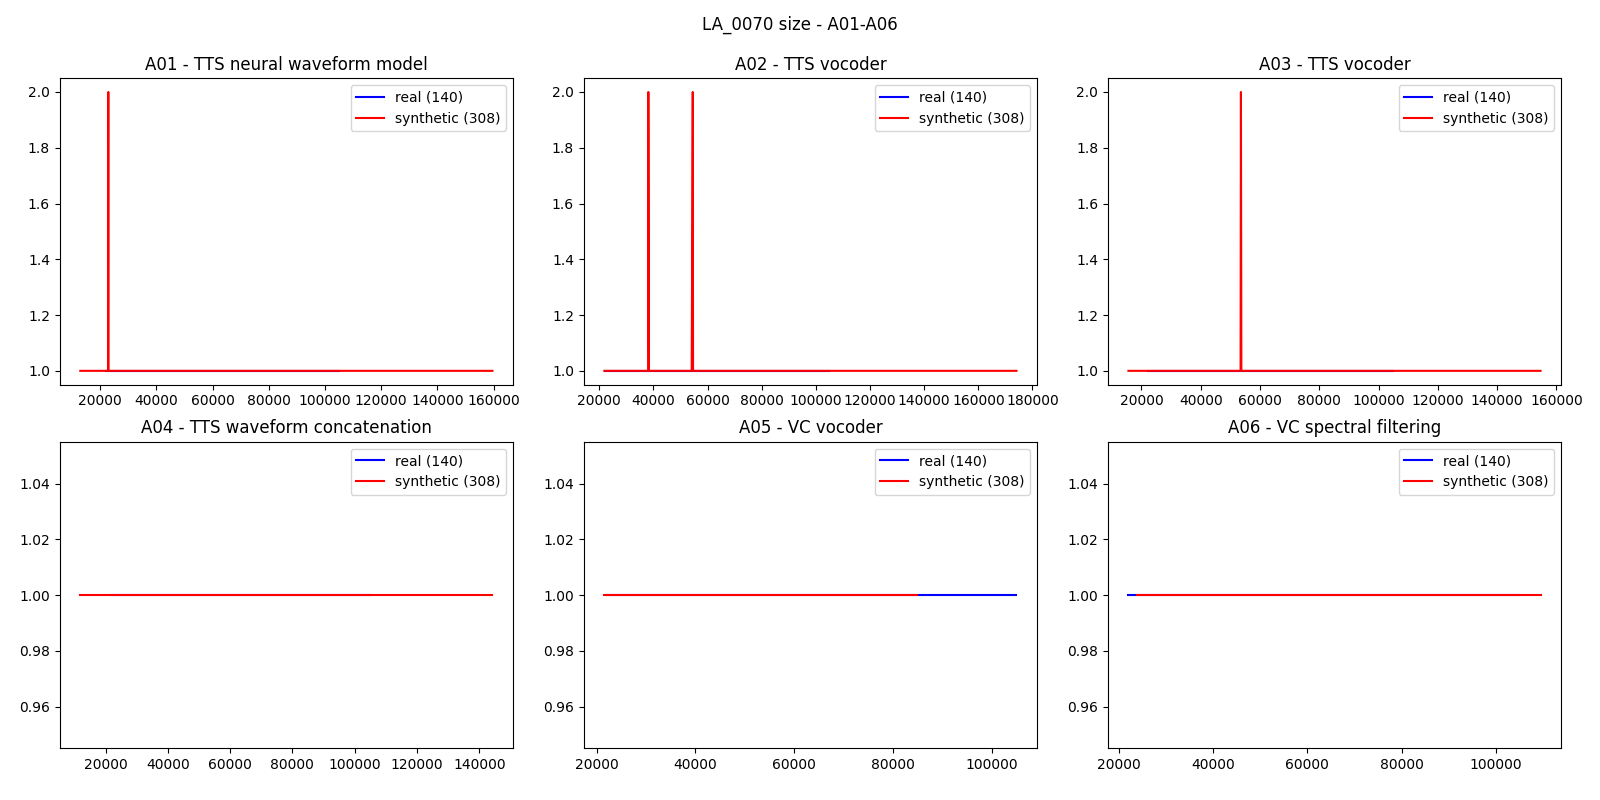 LA_0070 size - A01-A06
A01 - TTS neural waveform model
real (140)
synthetic (308)
2.0
1.8
1.6
1.4
1.2
1.0
20000 40000 60000 80000 100000 120000 140000 160000
A02 - TTS vocoder
real (140)
synthetic (308)
2.0
1.8
1.6
1.4
1.2
1.0
20000 40000 60000 80000 100000 120000 140000 160000 180000
A03 - TTS vocoder
real (140)
synthetic (308)
2.0
1.8
1.6
1.4
1.2
1.0
20000 40000 60000 80000 100000 120000 140000 160000
A04 - TTS waveform concatenation
real (140)
synthetic (308)
1.04
1.02
1.00
0.98
0.96
20000 40000 60000 80000 100000 120000 140000
A05 - VC vocoder
real (140)
synthetic (308)
1.04
1.02
1.00
0.98
0.96
20000 40000 60000 80000 100000
A06 - VC spectral filtering
real (140)
synthetic (308)
1.04
1.02
1.00
0.98
0.96
20000 40000 60000 80000 100000